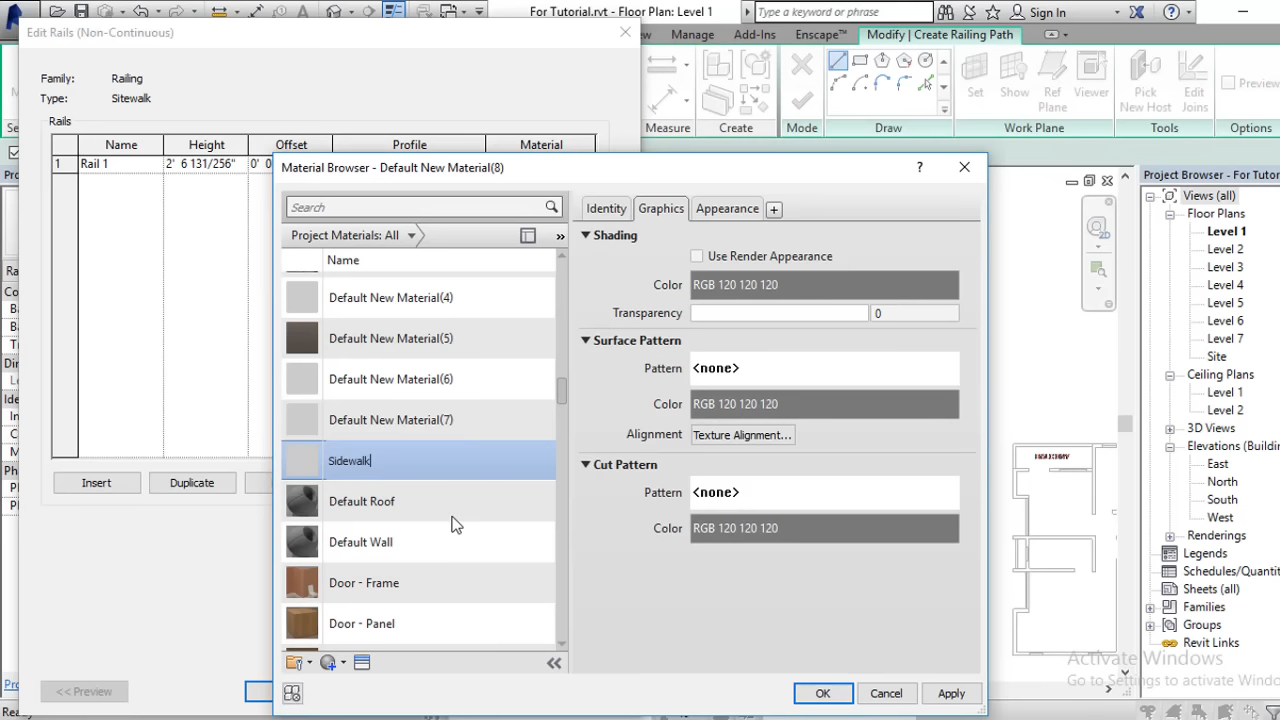 For Tutorial.rvt - Floor Plan: Level 1
Type a keyword or phrase
Sign In
Manage
Add-Ins
Enscape™
Modify | Create Railing Path
Edit Rails (Non-Continuous)
Set
Show
Ref Plane
Viewer
Pick New Host
Edit Joins
Preview
Measure
Create
Mode
Draw
Work Plane
Tools
Options
Family: Railing
Type: Sitewalk
Rails
Name Height Offset Profile Material
1 Rail 1 2' 6 131/256" 0' 0
Insert
Duplicate
<< Preview
Material Browser - Default New Material(8)
?
Search
Project Materials: All
»
Name
Default New Material(4)
Default New Material(5)
Default New Material(6)
Default New Material(7)
Sidewalk
Default Roof
Default Wall
Door - Frame
Door - Panel
«
Identity
Graphics
Appearance
+
Shading
Use Render Appearance
Color RGB 120 120 120
Transparency 0
Surface Pattern
Pattern <none>
Color RGB 120 120 120
Alignment Texture Alignment...
Cut Pattern
Pattern <none>
Color RGB 120 120 120
OK
Cancel
Apply
Project Browser - For Tutor
Views (all)
Floor Plans
Level 1
Level 2
Level 3
Level 4
Level 5
Level 6
Level 7
Site
Ceiling Plans
Level 1
Level 2
3D Views
Elevations (Building
East
North
South
West
Renderings
Legends
Schedules/Quantit
Sheets (all)
Families
Groups
Revit Links
Activate Windows
Go to Settings to activate Wind
Ready